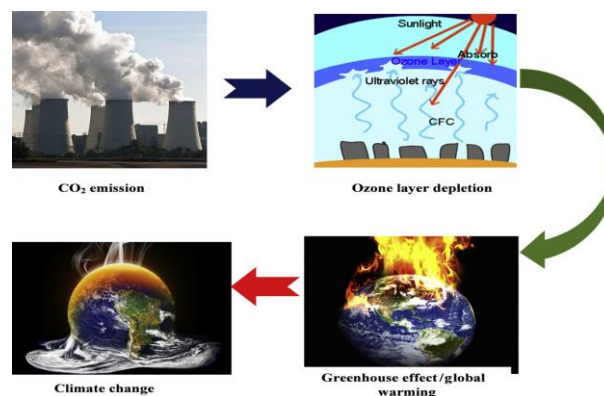 Sunlight
Absorb
Ozone Layer
Ultraviolet rays
CFC
CO₂ emission
Ozone layer depletion
Climate change
Greenhouse effect/global
warming